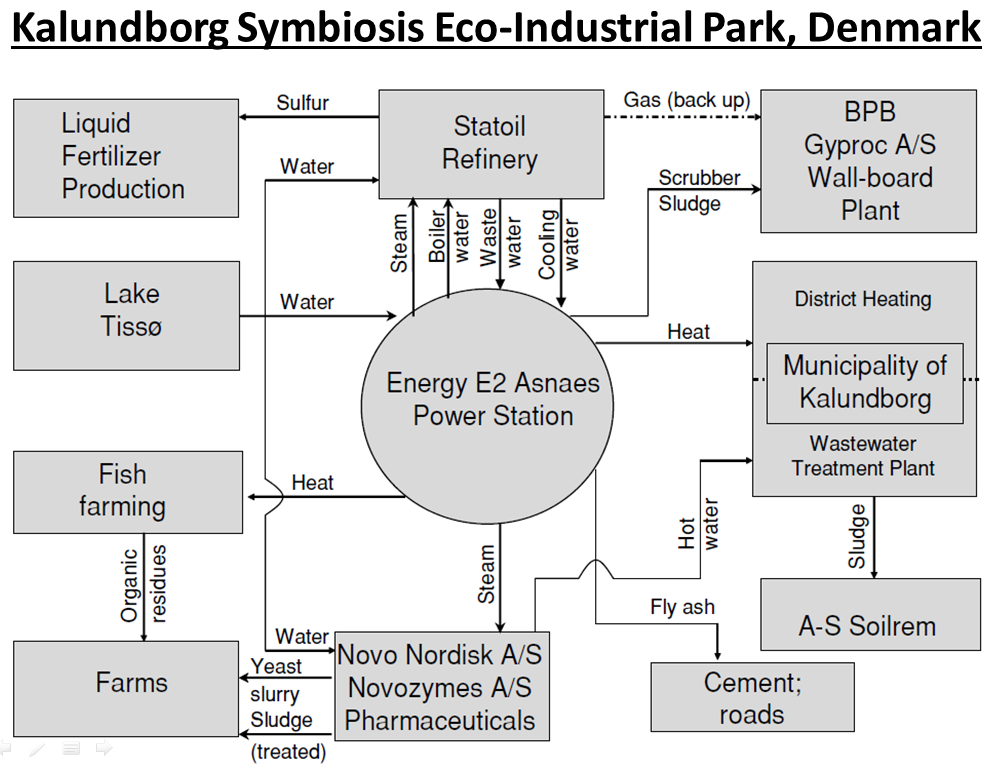 Kalundborg Symbiosis Eco-Industrial Park, Denmark
Liquid
Fertilizer
Production
Sulfur
Statoil
Refinery
Gas (back up)
BPB
Gyproc A/S
Wall-board
Plant
Water
Scrubber
Sludge
Steam
Boiler
water
Waste
water
Cooling
water
Lake
Tissø
Water
Heat
District Heating
Municipality of
Kalundborg
Wastewater
Treatment Plant
Energy E2 Asnaes
Power Station
Fish
farming
Heat
Organic
residues
Steam
Hot
water
Sludge
A-S Soilrem
Fly ash
Cement;
roads
Farms
Water
Yeast
slurry
Sludge
(treated)
Novo Nordisk A/S
Novozymes A/S
Pharmaceuticals